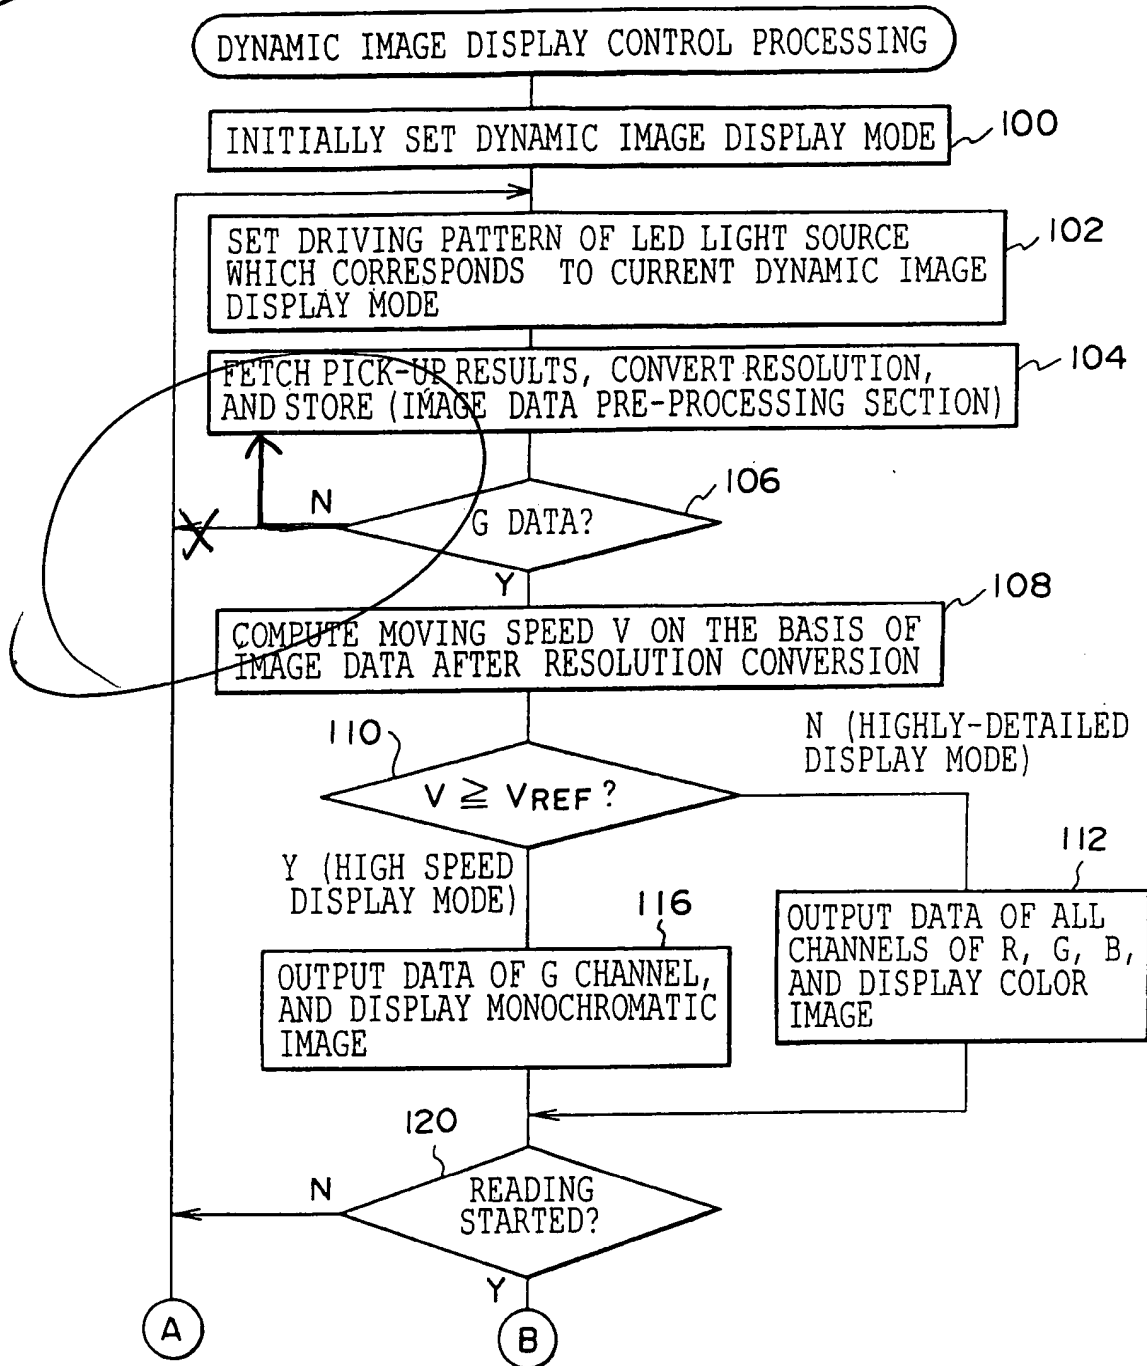 DYNAMIC IMAGE DISPLAY CONTROL PROCESSING
INITIALLY SET DYNAMIC IMAGE DISPLAY MODE
100
SET DRIVING PATTERN OF LED LIGHT SOURCE
WHICH CORRESPONDS TO CURRENT DYNAMIC IMAGE
DISPLAY MODE
102
FETCH PICK-UP RESULTS, CONVERT RESOLUTION,
AND STORE (IMAGE DATA PRE-PROCESSING SECTION)
104
N
G DATA?
106
Y
COMPUTE MOVING SPEED V ON THE BASIS OF
IMAGE DATA AFTER RESOLUTION CONVERSION
108
110
V ≧ VREF ?
N (HIGHLY-DETAILED
DISPLAY MODE)
Y (HIGH SPEED
DISPLAY MODE)
112
OUTPUT DATA OF ALL
CHANNELS OF R, G, B,
AND DISPLAY COLOR
IMAGE
116
OUTPUT DATA OF G CHANNEL,
AND DISPLAY MONOCHROMATIC
IMAGE
120
N
READING
STARTED?
Y
A
B